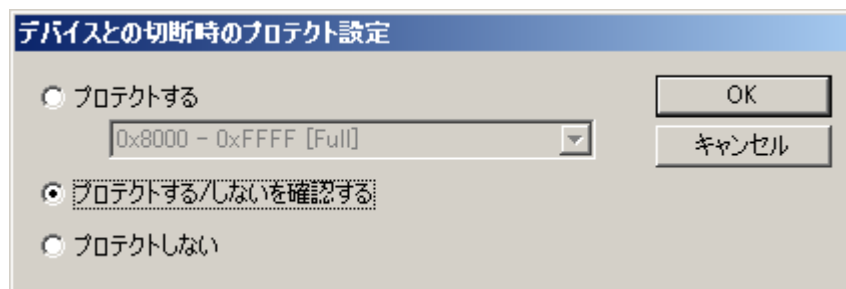 デバイスとの切断時のプロテクト設定
プロテクトする
OK
0x8000 - 0xFFFF [Full]
キャンセル
プロテクトする/しないを確認する
プロテクトしない